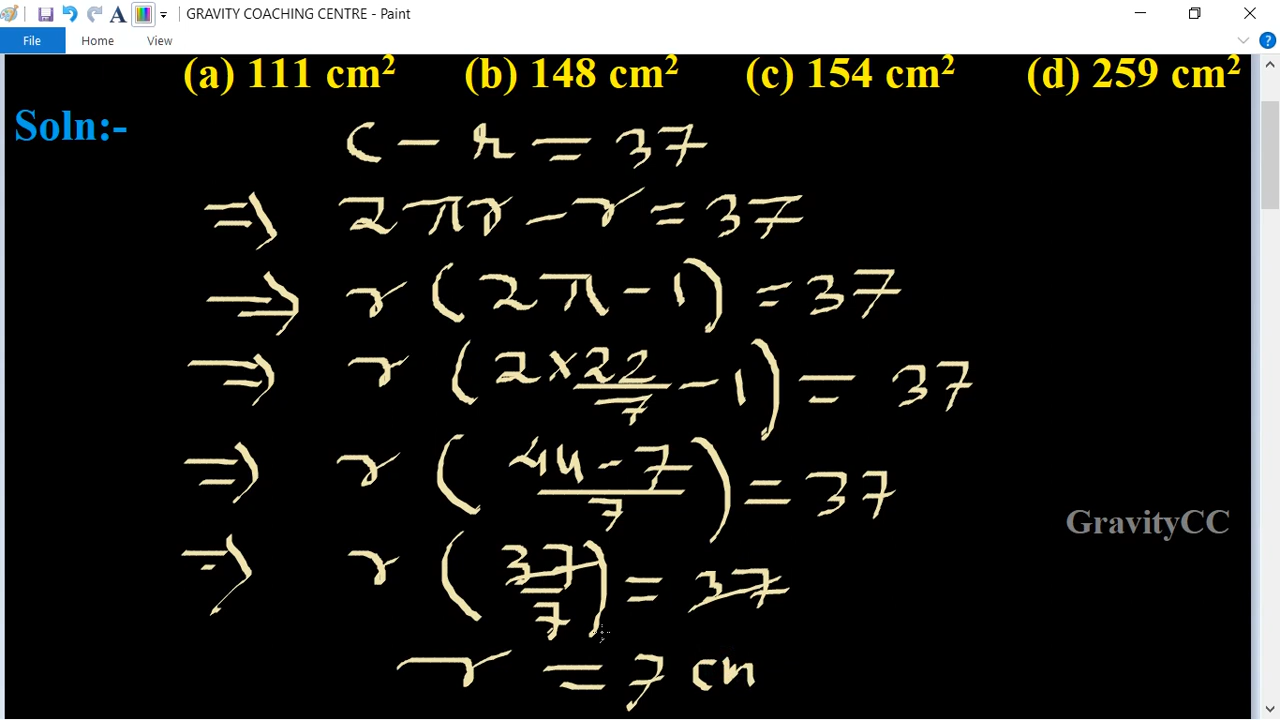 GRAVITY COACHING CENTRE - Paint
File Home View
(a) 111 cm² (b) 148 cm² (c) 154 cm² (d) 259 cm²
Soln:-
C - r = 37
⇒ 2πr - r = 37
⇒ r (2π - 1) = 37
⇒ r (2 × 22/7 - 1) = 37
⇒ r (44 - 7/7) = 37
GravityCC
⇒ r (37/7) = 37
r = 7 cm